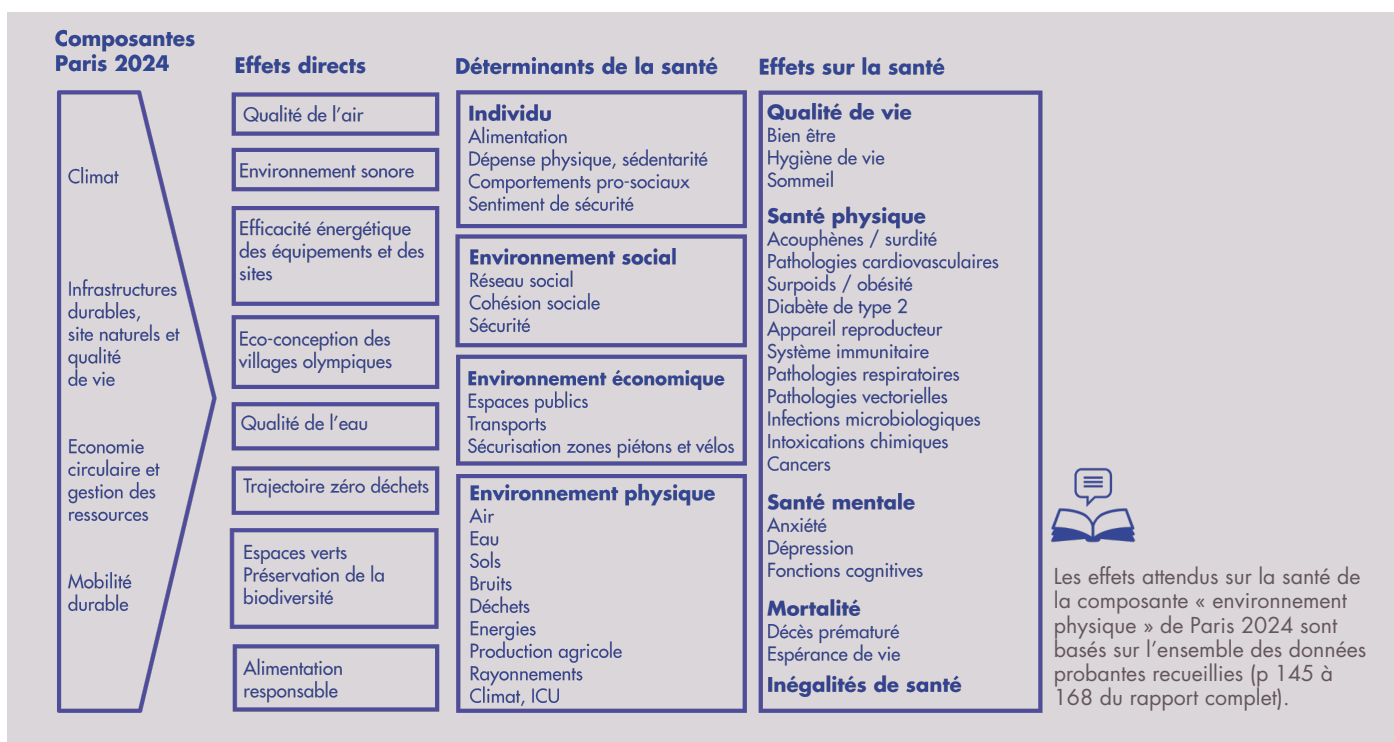 Composantes
Paris 2024
Climat
Infrastructures
durables,
site naturels et
qualité
de vie
Economie
circulaire et
gestion des
ressources
Mobilité
durable
Effets directs
Qualité de l'air
Environnement sonore
Efficacité énergétique
des équipements et des
sites
Eco-conception des
villages olympiques
Qualité de l'eau
Trajectoire zéro déchets
Espaces verts
Préservation de la
biodiversité
Alimentation
responsable
Déterminants de la santé
Individu
Alimentation
Dépense physique, sédentarité
Comportements pro-sociaux
Sentiment de sécurité
Environnement social
Réseau social
Cohésion sociale
Sécurité
Environnement économique
Espaces publics
Transports
Sécurisation zones piétons et vélos
Environnement physique
Air
Eau
Sols
Bruits
Déchets
Energies
Production agricole
Rayonnements
Climat, ICU
Effets sur la santé
Qualité de vie
Bien être
Hygiène de vie
Sommeil
Santé physique
Acouphènes / surdité
Pathologies cardiovasculaires
Surpoids / obésité
Diabète de type 2
Appareil reproducteur
Système immunitaire
Pathologies respiratoires
Pathologies vectorielles
Infections microbiologiques
Intoxications chimiques
Cancers
Santé mentale
Anxiété
Dépression
Fonctions cognitives
Mortalité
Décès prématuré
Espérance de vie
Inégalités de santé
Les effets attendus sur la santé de
la composante « environnement
physique » de Paris 2024 sont
basés sur l'ensemble des données
probantes recueillies (p 145 à
168 du rapport complet).